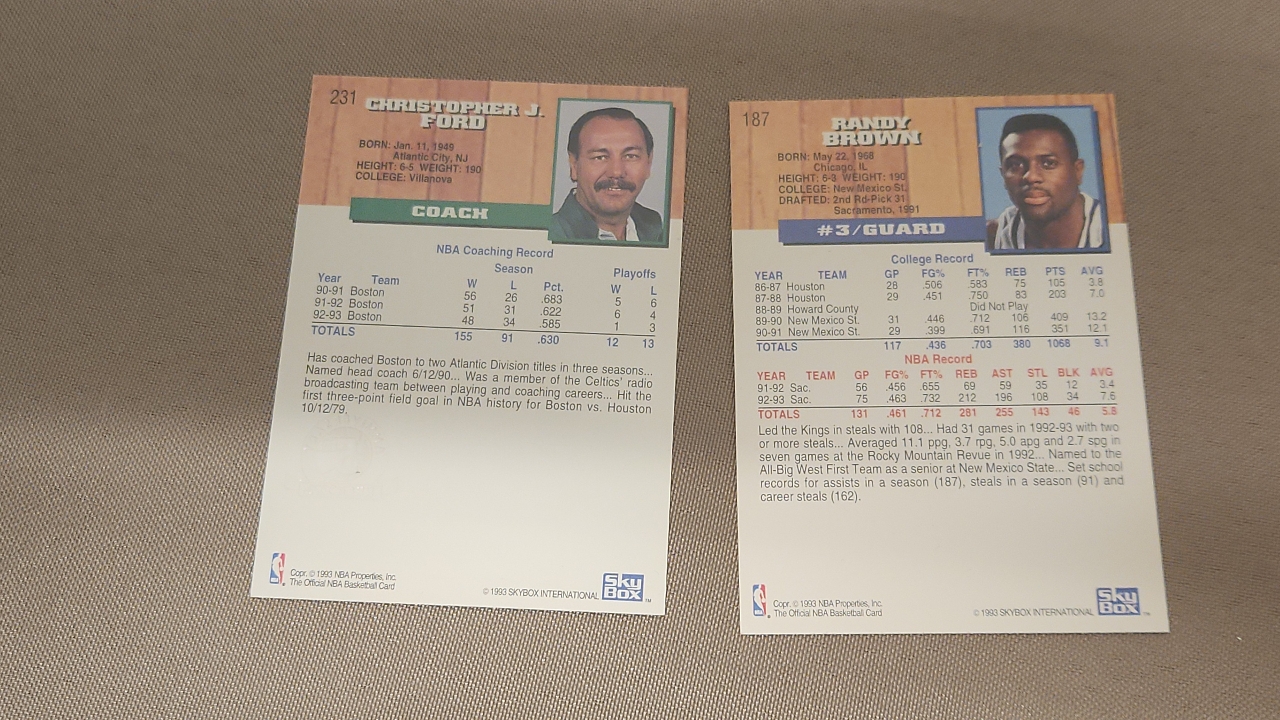 231
CHRISTOPHER J.
FORD
BORN: Jan. 11, 1949
Atlantic City, NJ
HEIGHT: 6-5 WEIGHT: 190
COLLEGE: Villanova
COACH
NBA Coaching Record
Season Playoffs
Year Team W L Pct. W L
90-91 Boston 56 26 .683 5 6
91-92 Boston 51 31 .622 6 4
92-93 Boston 48 34 .585 1 3
TOTALS 155 91 .630 12 13
Has coached Boston to two Atlantic Division titles in three seasons...
Named head coach 6/12/90... Was a member of the Celtics' radio
broadcasting team between playing and coaching careers... Hit the
first three-point field goal in NBA history for Boston vs. Houston
10/12/79.
Copr. © 1993 NBA Properties, Inc.
The Official NBA Basketball Card
© 1993 SKYBOX INTERNATIONAL
Sky
Box
TM
187
RANDY
BROWN
BORN: May 22, 1968
Chicago, IL
HEIGHT: 6-3 WEIGHT: 190
COLLEGE: New Mexico St.
DRAFTED: 2nd Rd-Pick 31
Sacramento, 1991
#3/GUARD
College Record
YEAR TEAM GP FG% FT% REB PTS AVG
86-87 Houston 28 .506 .583 75 105 3.8
87-88 Houston 29 .451 .750 83 203 7.0
88-89 Howard County Did Not Play
89-90 New Mexico St. 31 .446 .712 106 409 13.2
90-91 New Mexico St. 29 .399 .691 116 351 12.1
TOTALS 117 .436 .703 380 1068 9.1
NBA Record
YEAR TEAM GP FG% FT% REB AST STL BLK AVG
91-92 Sac. 56 .456 .655 69 59 35 12 3.4
92-93 Sac. 75 .463 .732 212 196 108 34 7.6
TOTALS 131 .461 .712 281 255 143 46 5.8
Led the Kings in steals with 108... Had 31 games in 1992-93 with two
or more steals... Averaged 11.1 ppg, 3.7 rpg, 5.0 apg and 2.7 spg in
seven games at the Rocky Mountain Revue in 1992... Named to the
All-Big West First Team as a senior at New Mexico State... Set school
records for assists in a season (187), steals in a season (91) and
career steals (162).
Copr. © 1993 NBA Properties, Inc.
The Official NBA Basketball Card
© 1993 SKYBOX INTERNATIONAL
Sky
Box